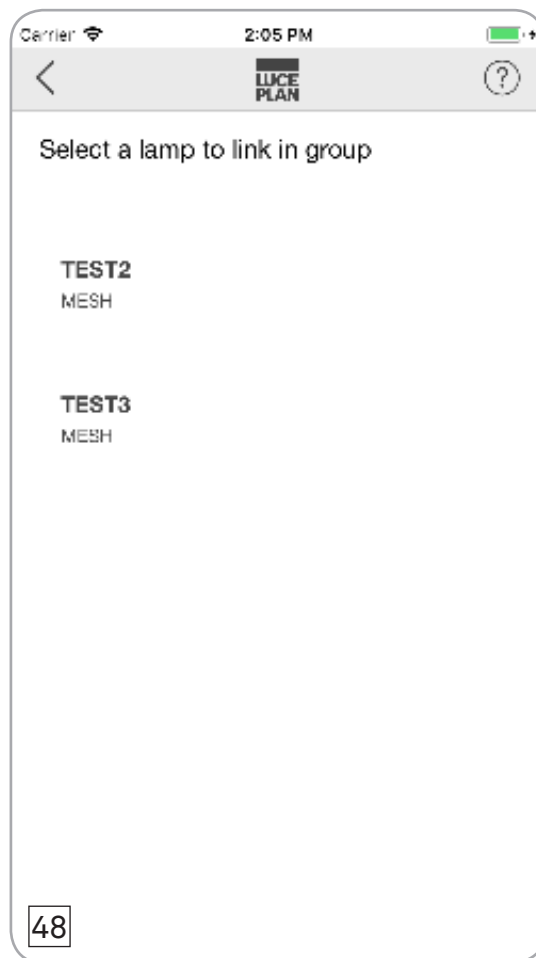 Carrier
2:05 PM
LUCE
PLAN
?
Select a lamp to link in group
TEST2
MESH
TEST3
MESH
48